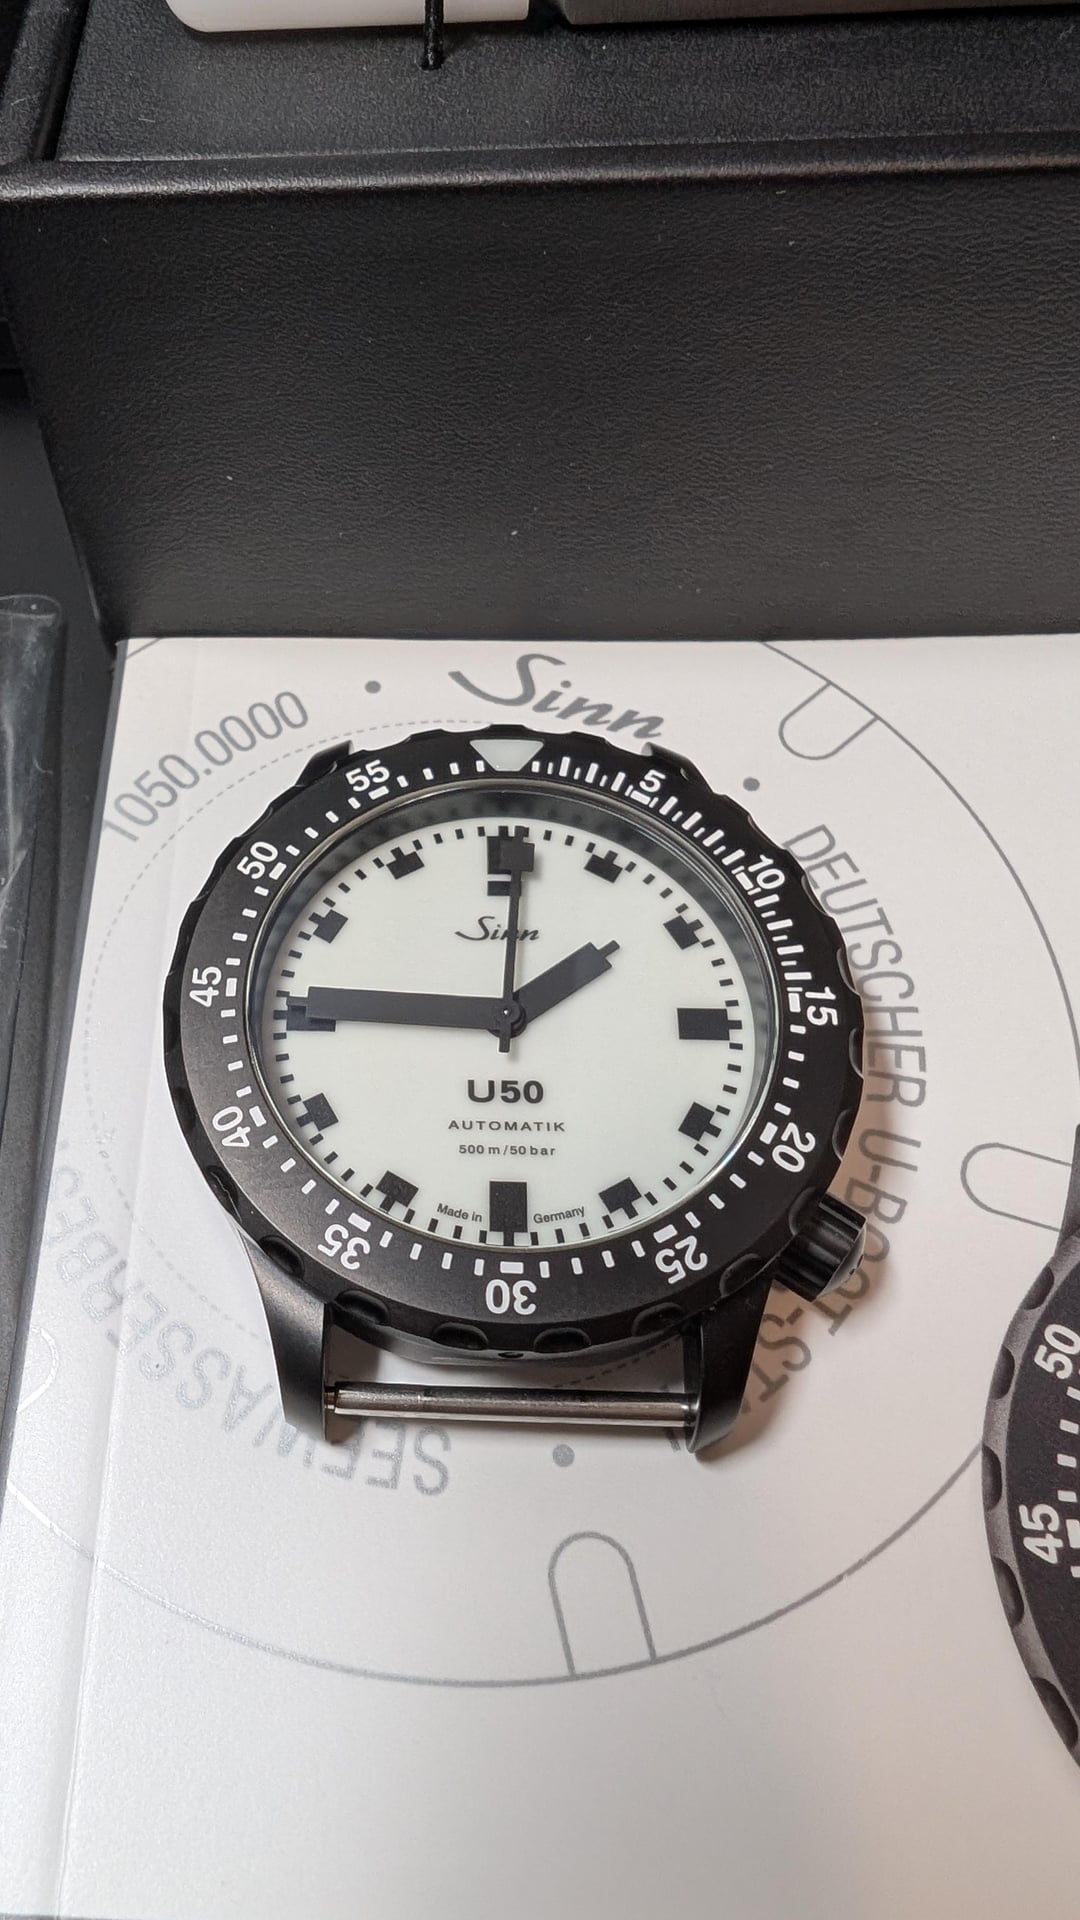 Sinn
1050.0000
DEUTSCHER U-BOOT-ST
SEEWASSERBES
55
5
50
10
45
15
40
20
35
25
30
Sinn
U50
AUTOMATIK
500 m/50 bar
Made in Germany
50
45